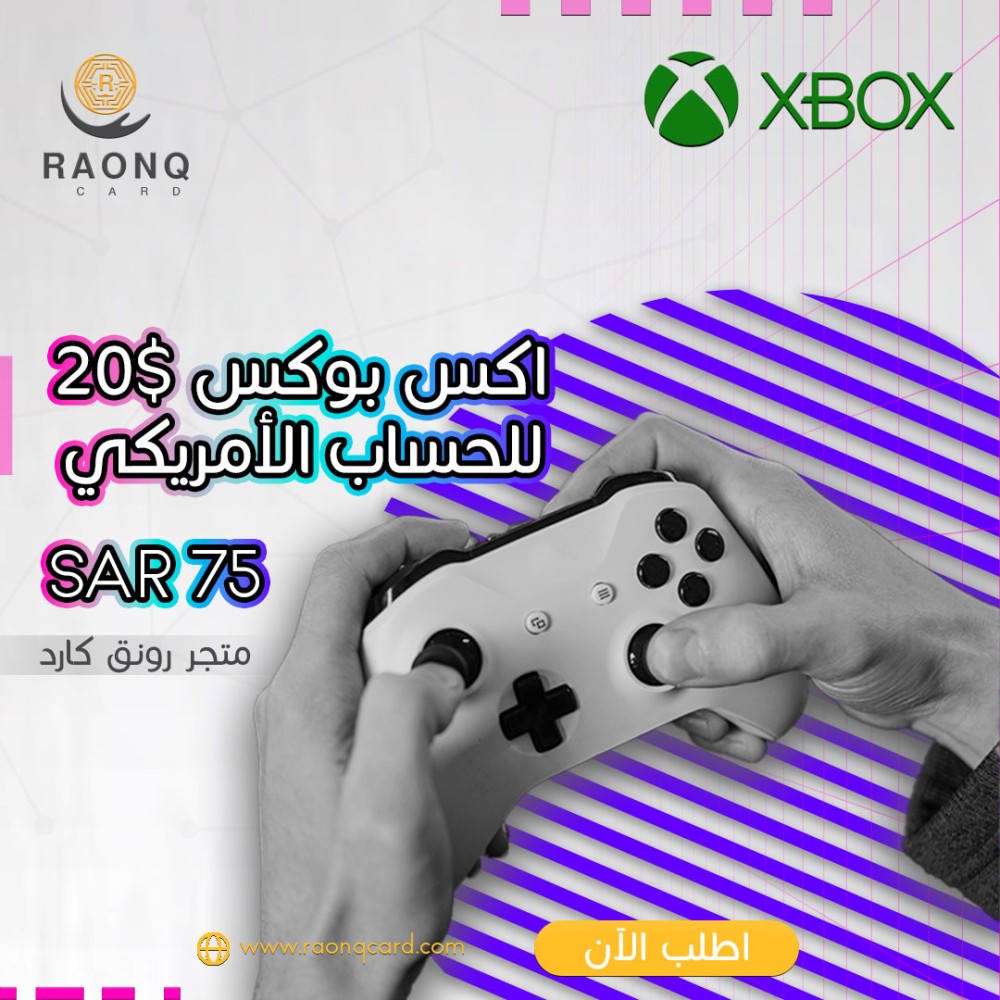 RAONQ
CARD
XBOX
اكس بوكس $20
للحساب الأمريكي
SAR 75
متجر رونق كارد
www.raonqcard.com
اطلب الآن